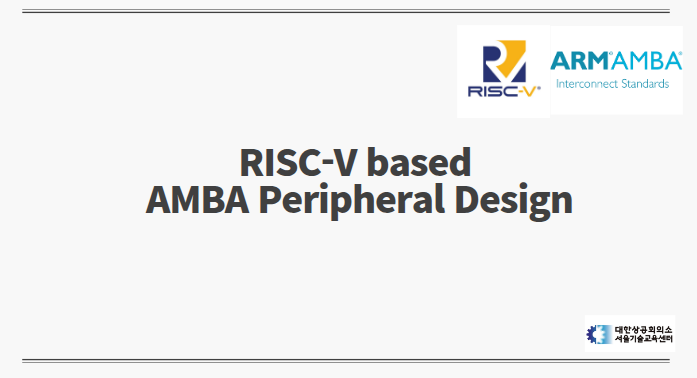 RISC-V®
ARM®AMBA®
Interconnect Standards
RISC-V based
AMBA Peripheral Design
대한상공회의소
서울기술교육센터